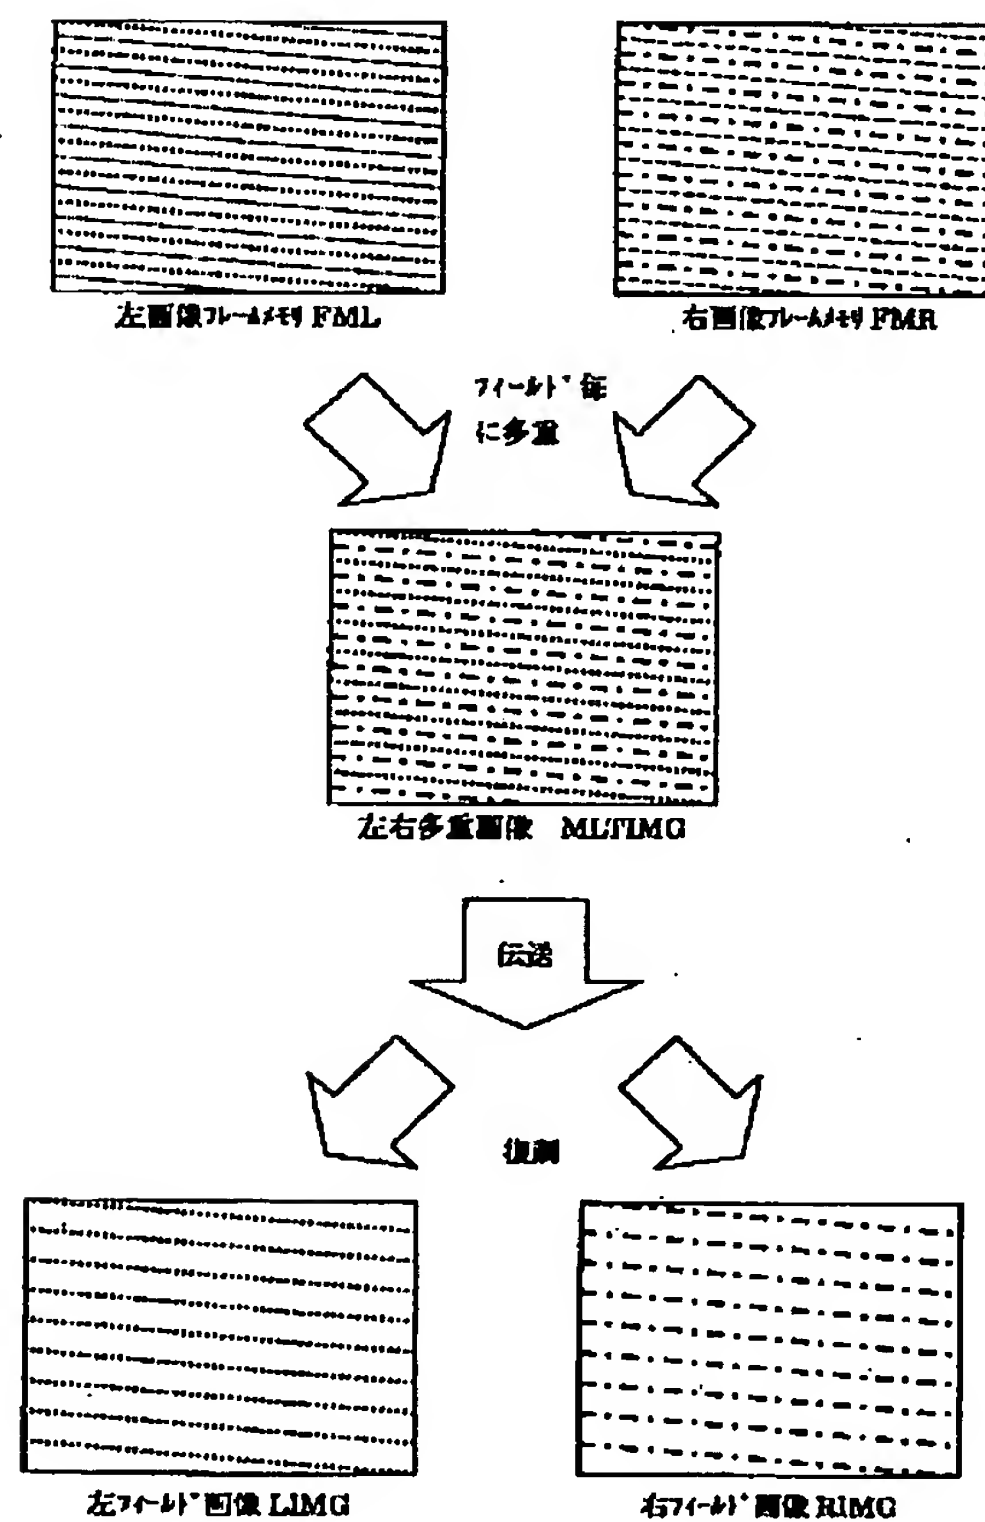 左画像フレームメモリ FML
右画像フレームメモリ FMR
フィールド毎
に多重
左右多重画像 MLTIMG
伝送
復調
左フィールド画像 LIMG
右フィールド画像 RIMG